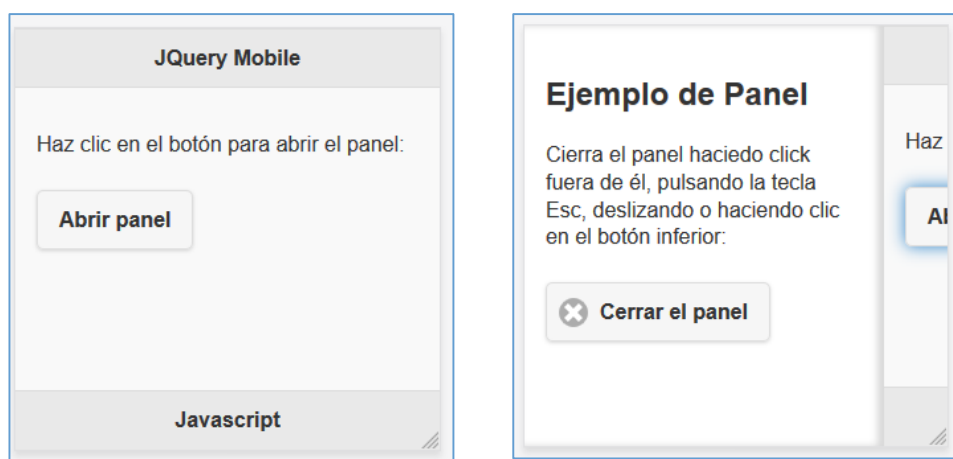 JQuery Mobile
Haz clic en el botón para abrir el panel:
Abrir panel
Javascript
Ejemplo de Panel
Cierra el panel haciedo click
fuera de él, pulsando la tecla
Esc, deslizando o haciendo clic
en el botón inferior:
Cerrar el panel
Haz
Al